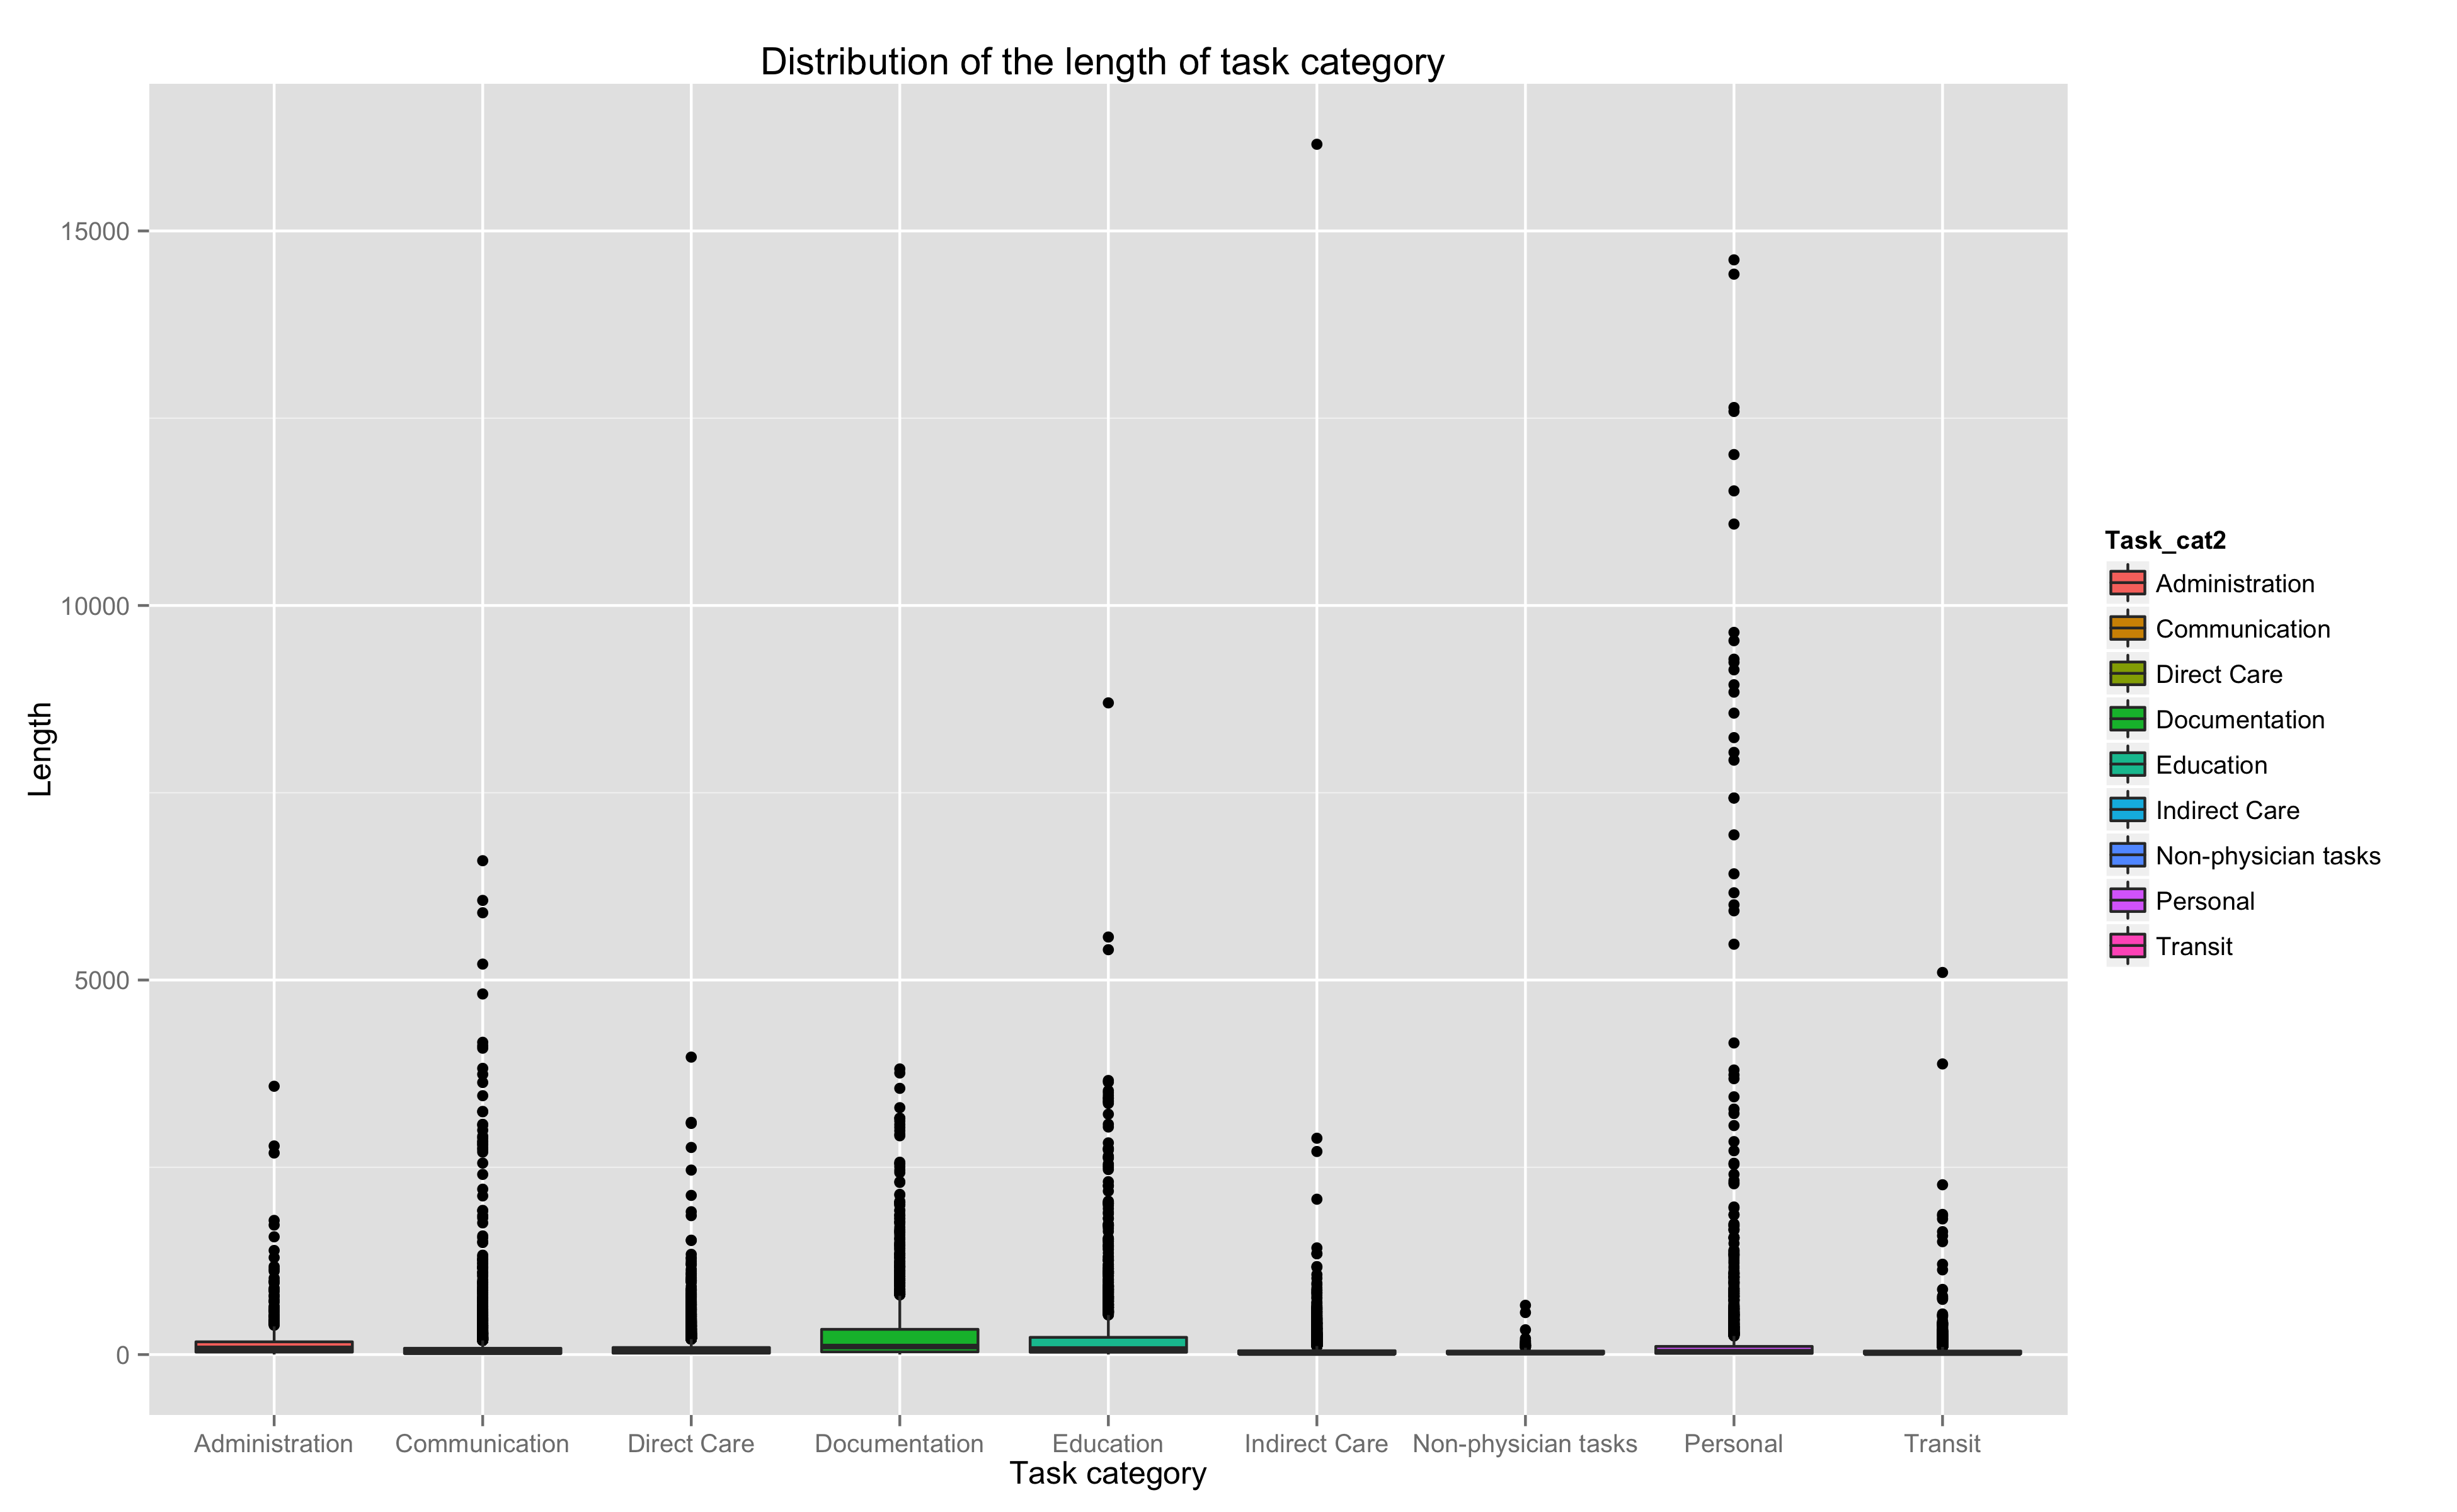 Distribution of the length of task category
15000
10000
5000
0
Length
Administration
Communication
Direct Care
Documentation
Education
Indirect Care
Non-physician tasks
Personal
Transit
Task category
Task_cat2
Administration
Communication
Direct Care
Documentation
Education
Indirect Care
Non-physician tasks
Personal
Transit